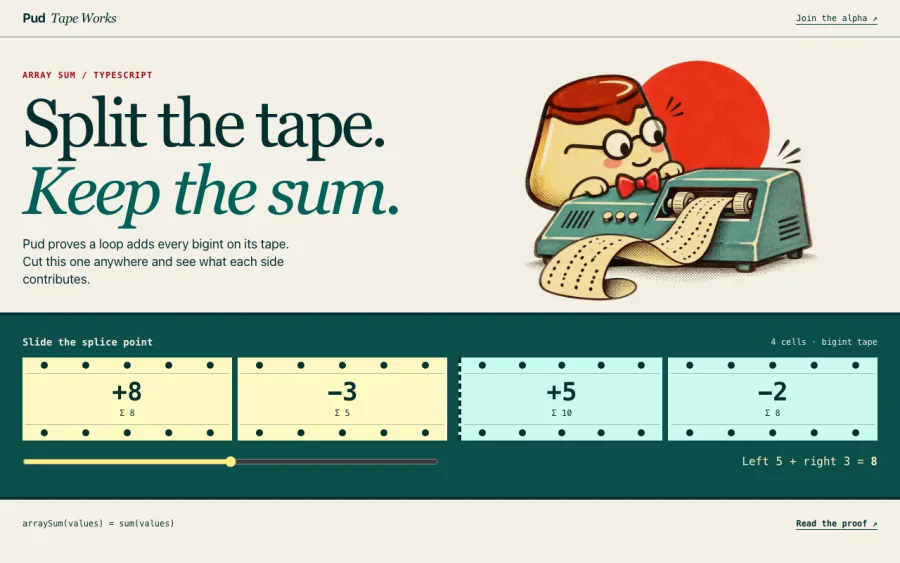 Pud Tape Works
Join the alpha ↗
ARRAY SUM / TYPESCRIPT
Split the tape.
Keep the sum.
Pud proves a loop adds every bigint on its tape.
Cut this one anywhere and see what each side
contributes.
Slide the splice point
4 cells · bigint tape
+8
Σ 8
−3
Σ 5
+5
Σ 10
−2
Σ 8
Left 5 + right 3 = 8
arraySum(values) = sum(values)
Read the proof ↗